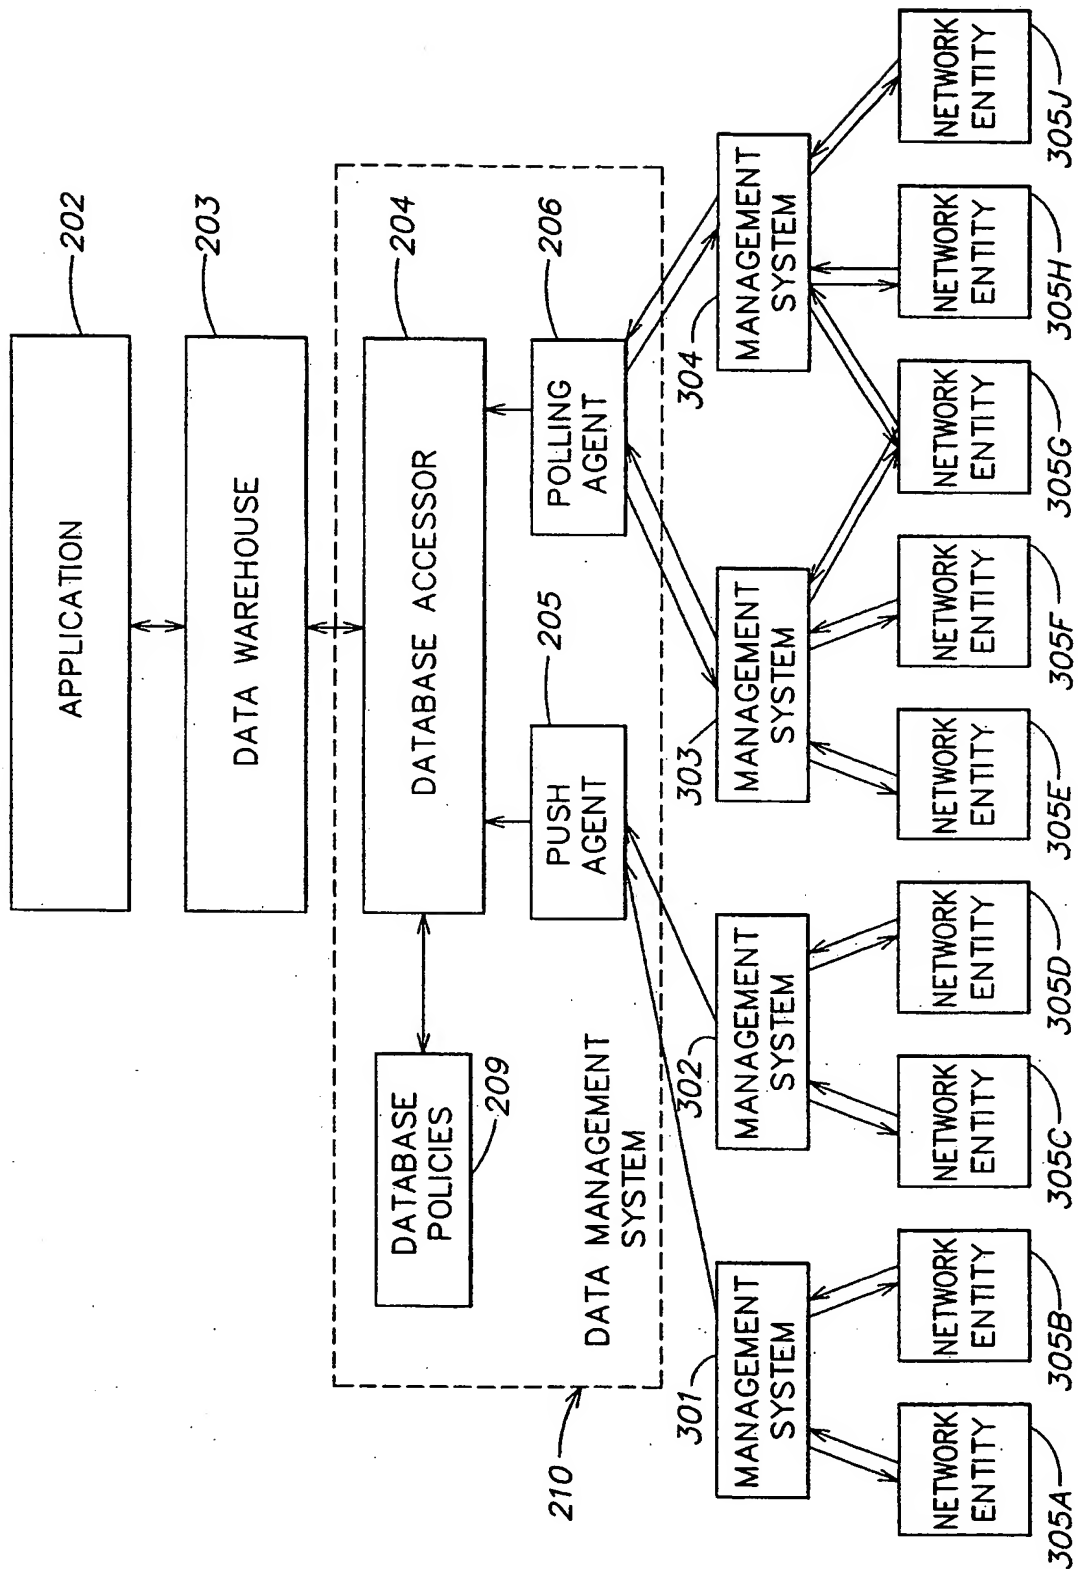 APPLICATION
202
DATA WAREHOUSE
203
DATABASE ACCESSOR
204
DATABASE
POLICIES
209
PUSH
AGENT
205
POLLING
AGENT
206
DATA MANAGEMENT
SYSTEM
210
MANAGEMENT
SYSTEM
301
MANAGEMENT
SYSTEM
302
MANAGEMENT
SYSTEM
303
MANAGEMENT
SYSTEM
304
NETWORK
ENTITY
305A
NETWORK
ENTITY
305B
NETWORK
ENTITY
305C
NETWORK
ENTITY
305D
NETWORK
ENTITY
305E
NETWORK
ENTITY
305F
NETWORK
ENTITY
305G
NETWORK
ENTITY
305H
NETWORK
ENTITY
305J